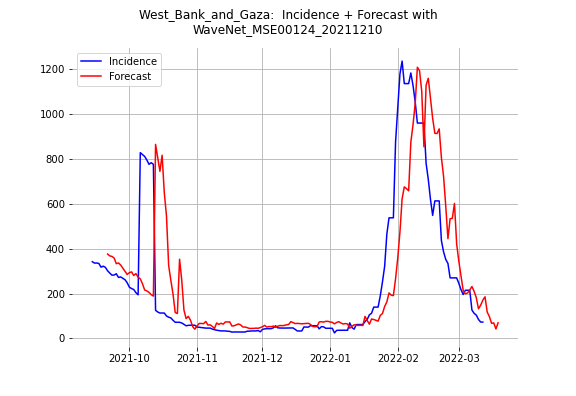 West_Bank_and_Gaza:  Incidence + Forecast with
WaveNet_MSE00124_20211210
Incidence
Forecast
1200
1000
800
600
400
200
0
2021-10 2021-11 2021-12 2022-01 2022-02 2022-03